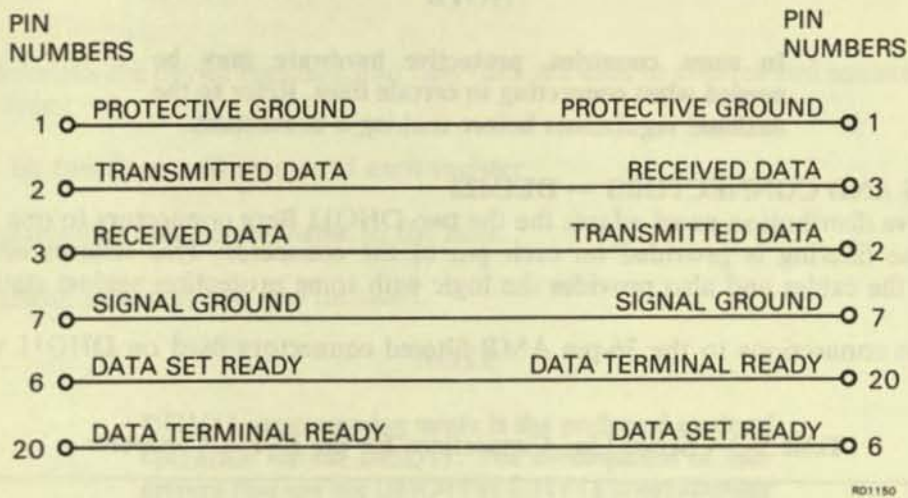 PIN NUMBERS PIN NUMBERS
1 PROTECTIVE GROUND PROTECTIVE GROUND 1
2 TRANSMITTED DATA RECEIVED DATA 3
3 RECEIVED DATA TRANSMITTED DATA 2
7 SIGNAL GROUND SIGNAL GROUND 7
6 DATA SET READY DATA TERMINAL READY 20
20 DATA TERMINAL READY DATA SET READY 6
RD1150